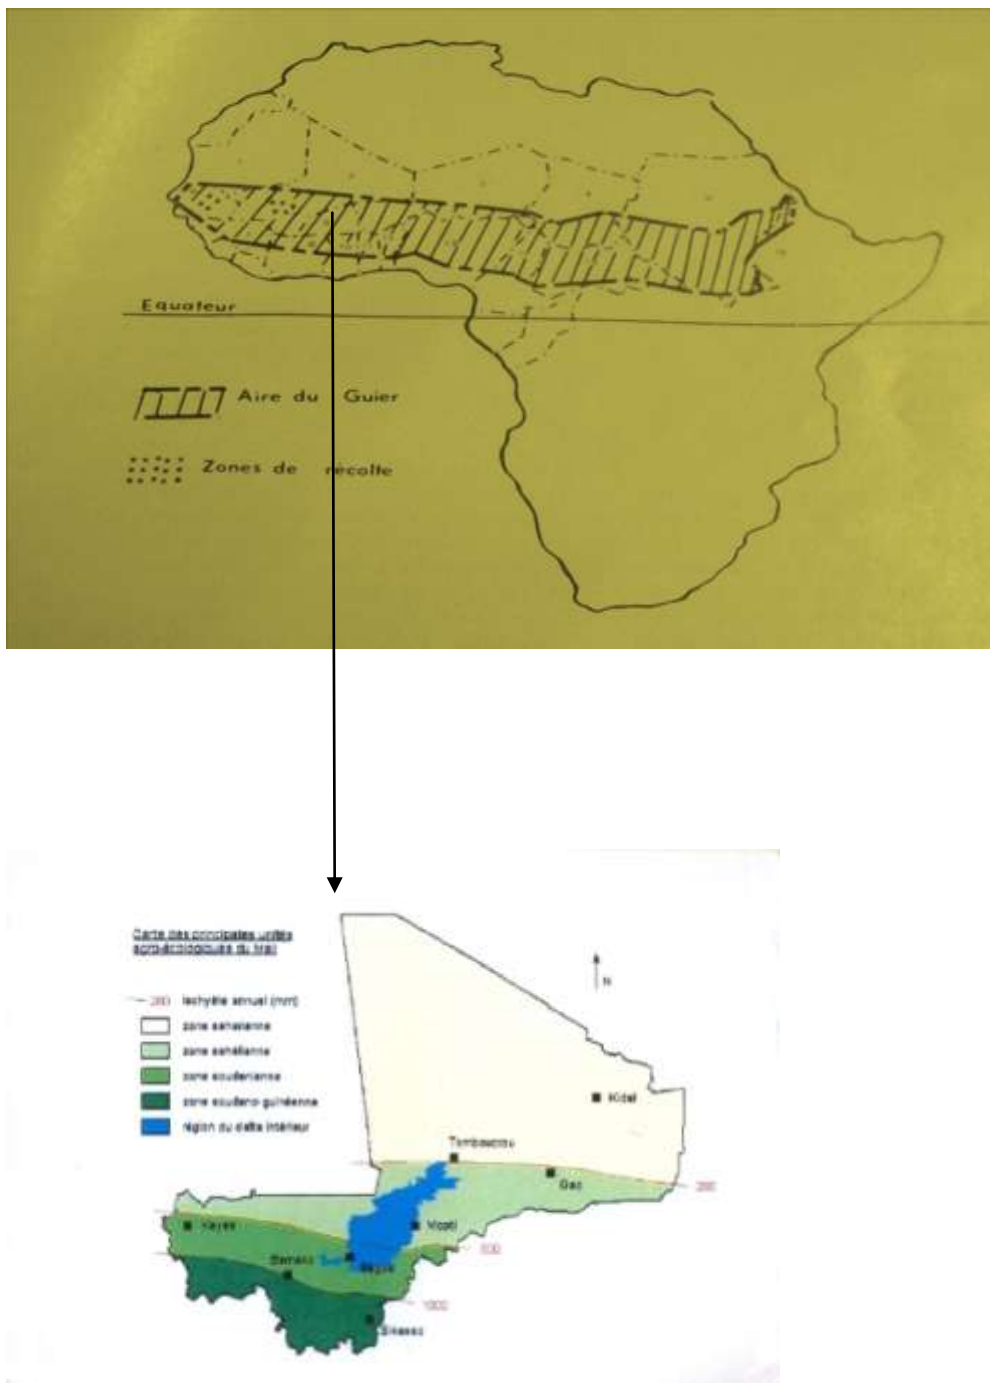 Equateur
Aire du Guier
Zones de récolte
Carte des principales unités
agro-écologiques du Mali
N
200 Isohyète annuel (mm)
zone saharienne
zone sahélienne
zone soudanienne
zone soudano guinéenne
région du delta intérieur
Kidal
Tombouctou
Gao
200
Kayes
Mopti
Bamako
Ségou
1000
Sikasso